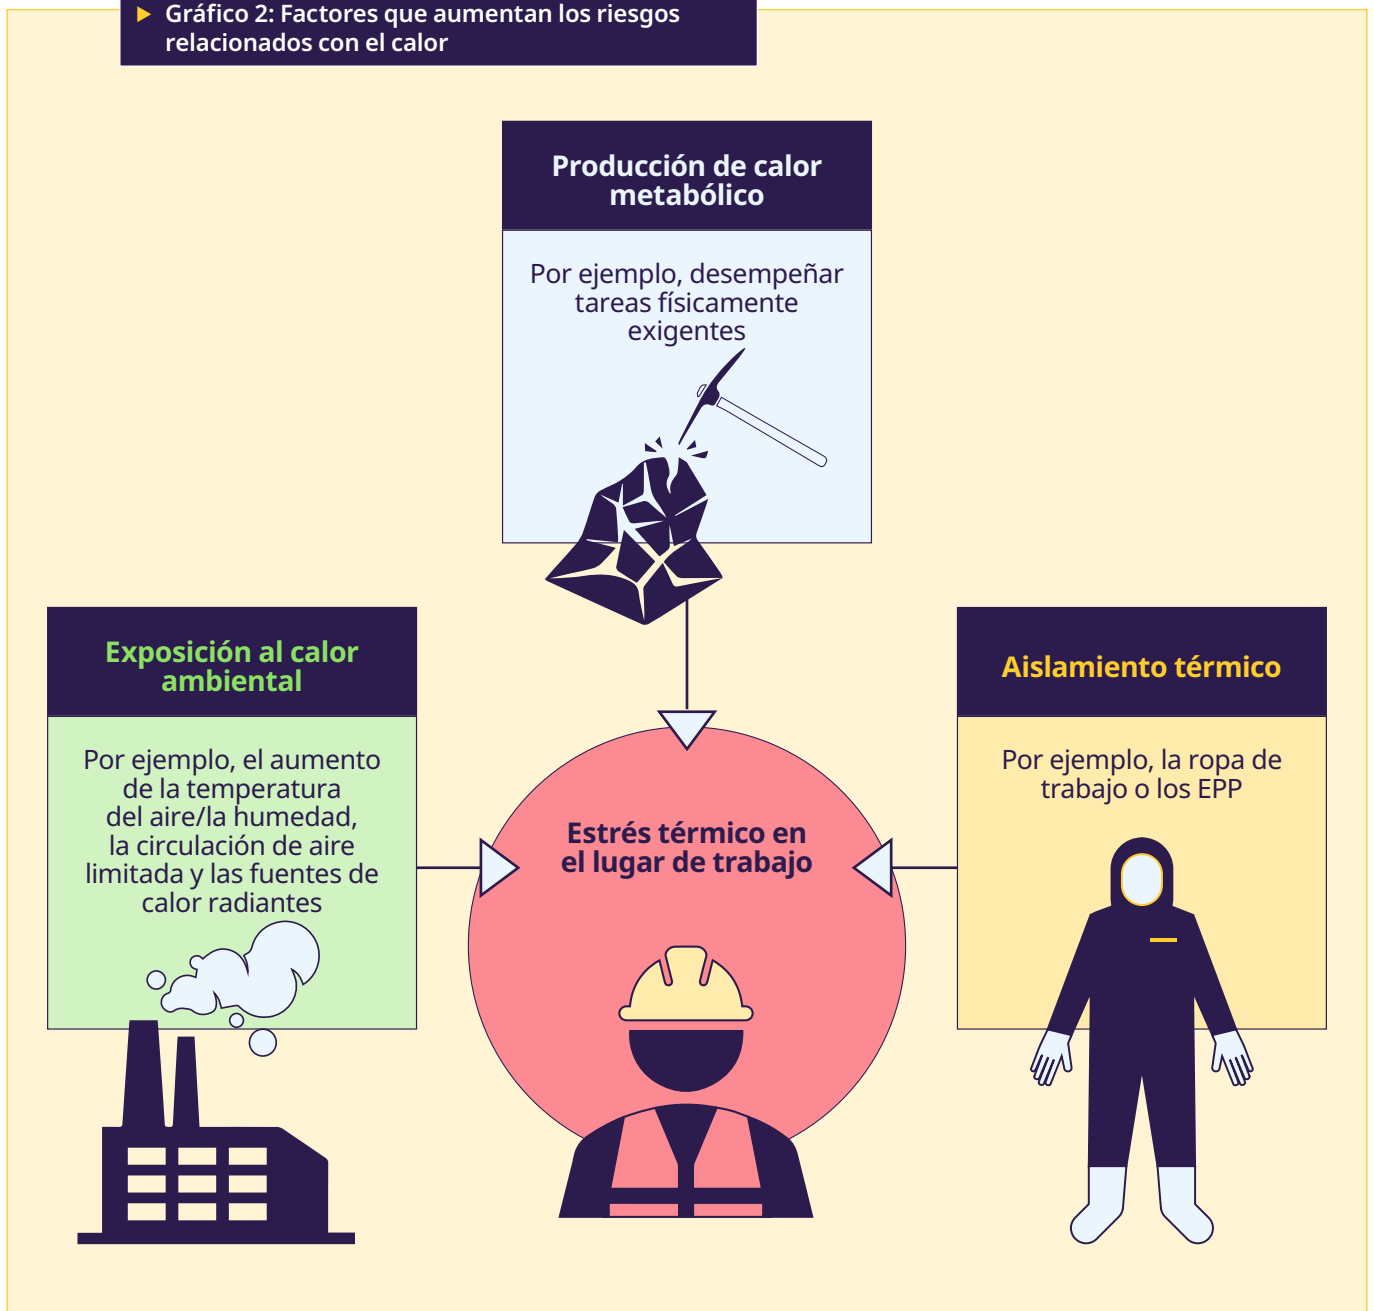 Gráfico 2: Factores que aumentan los riesgos
relacionados con el calor
Producción de calor
metabólico
Por ejemplo, desempeñar
tareas físicamente
exigentes
Exposición al calor
ambiental
Por ejemplo, el aumento
de la temperatura
del aire/la humedad,
la circulación de aire
limitada y las fuentes de
calor radiantes
Estrés térmico en
el lugar de trabajo
Aislamiento térmico
Por ejemplo, la ropa de
trabajo o los EPP